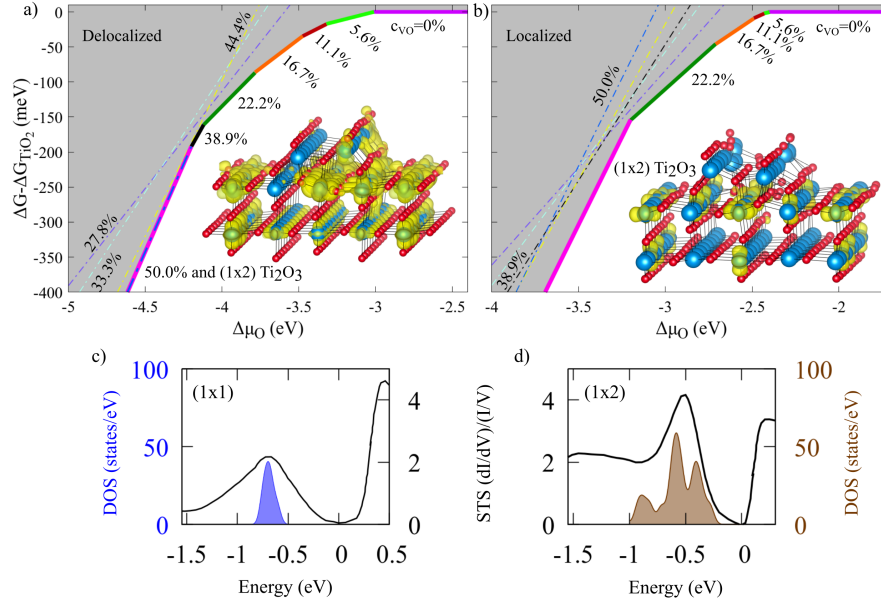 a)
Delocalized
44.4%
5.6%
c_VO=0%
11.1%
16.7%
22.2%
38.9%
27.8%
33.3%
50.0% and (1x2) Ti₂O₃
0
-50
-100
-150
-200
-250
-300
-350
-400
ΔG-ΔG_TiO₂ (meV)
-5 -4.5 -4 -3.5 -3 -2.5
Δμ_O (eV)
b)
Localized
50.0%
5.6%
c_VO=0%
11.1%
16.7%
22.2%
(1x2) Ti₂O₃
38.9%
-4 -3.5 -3 -2.5 -2
Δμ_O (eV)
c)
(1x1)
100
50
0
DOS (states/eV)
4
2
0
-1.5 -1 -0.5 0 0.5
Energy (eV)
d)
(1x2)
STS (dI/dV)/(I/V)
4
2
0
100
50
0
DOS (states/eV)
-1.5 -1 -0.5 0
Energy (eV)